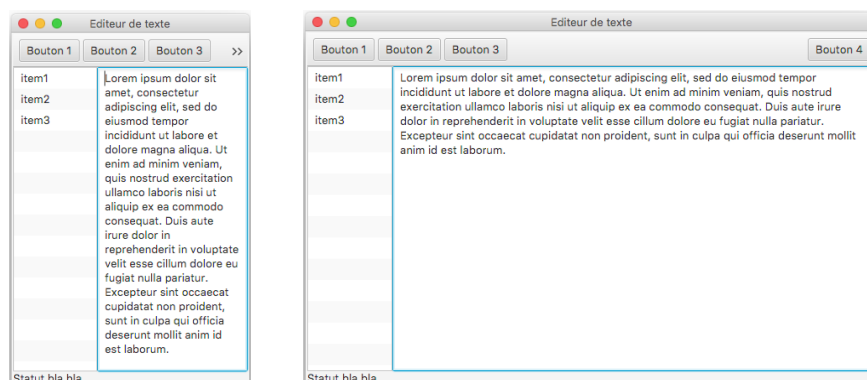 Editeur de texte
Bouton 1 Bouton 2 Bouton 3 >>
item1
item2
item3
Lorem ipsum dolor sit
amet, consectetur
adipiscing elit, sed do
eiusmod tempor
incididunt ut labore et
dolore magna aliqua. Ut
enim ad minim veniam,
quis nostrud exercitation
ullamco laboris nisi ut
aliquip ex ea commodo
consequat. Duis aute
irure dolor in
reprehenderit in voluptate
velit esse cillum dolore eu
fugiat nulla pariatur.
Excepteur sint occaecat
cupidatat non proident,
sunt in culpa qui officia
deserunt mollit anim id
est laborum.
Statut bla bla
Editeur de texte
Bouton 1 Bouton 2 Bouton 3 Bouton 4
item1
item2
item3
Lorem ipsum dolor sit amet, consectetur adipiscing elit, sed do eiusmod tempor
incididunt ut labore et dolore magna aliqua. Ut enim ad minim veniam, quis nostrud
exercitation ullamco laboris nisi ut aliquip ex ea commodo consequat. Duis aute irure
dolor in reprehenderit in voluptate velit esse cillum dolore eu fugiat nulla pariatur.
Excepteur sint occaecat cupidatat non proident, sunt in culpa qui officia deserunt mollit
anim id est laborum.
Statut bla bla